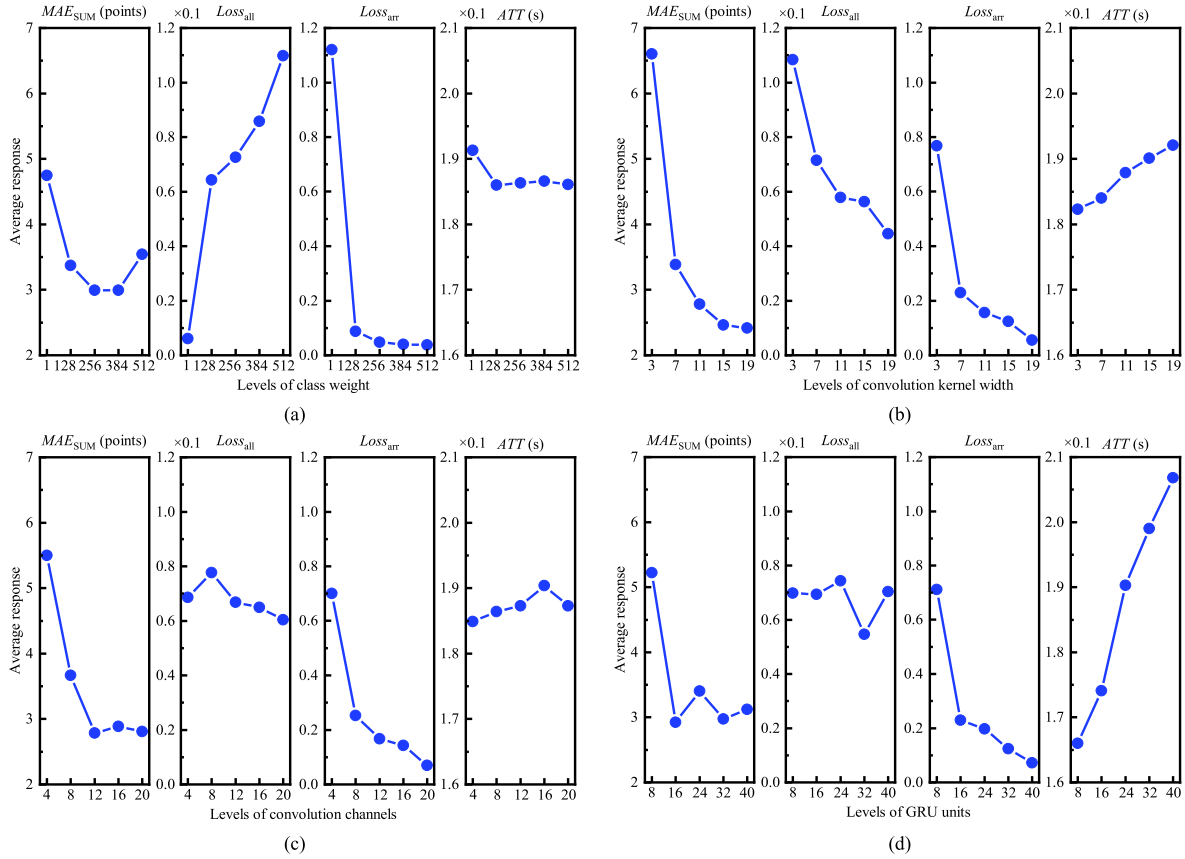 MAE_SUM (points) ×0.1 Loss_all Loss_arr ×0.1 ATT (s)
7 1.2 1.2 2.1
6 1.0 1.0 2.0
5 0.8 0.8 1.9
0.6 0.6
4 0.4 0.4 1.8
3 0.2 0.2 1.7
2 0.0 0.0 1.6
Average response
1 128 256 384 512 1 128 256 384 512 1 128 256 384 512 1 128 256 384 512
Levels of class weight
(a)
MAE_SUM (points) ×0.1 Loss_all Loss_arr ×0.1 ATT (s)
7 1.2 1.2 2.1
6 1.0 1.0 2.0
5 0.8 0.8 1.9
0.6 0.6
4 0.4 0.4 1.8
3 0.2 0.2 1.7
2 0.0 0.0 1.6
Average response
3 7 11 15 19 3 7 11 15 19 3 7 11 15 19 3 7 11 15 19
Levels of convolution kernel width
(b)
MAE_SUM (points) ×0.1 Loss_all Loss_arr ×0.1 ATT (s)
7 1.2 1.2 2.1
6 1.0 1.0 2.0
5 0.8 0.8 1.9
0.6 0.6
4 0.4 0.4 1.8
3 0.2 0.2 1.7
2 0.0 0.0 1.6
Average response
4 8 12 16 20 4 8 12 16 20 4 8 12 16 20 4 8 12 16 20
Levels of convolution channels
(c)
MAE_SUM (points) ×0.1 Loss_all Loss_arr ×0.1 ATT (s)
7 1.2 1.2 2.1
6 1.0 1.0 2.0
5 0.8 0.8 1.9
0.6 0.6
4 0.4 0.4 1.8
3 0.2 0.2 1.7
2 0.0 0.0 1.6
Average response
8 16 24 32 40 8 16 24 32 40 8 16 24 32 40 8 16 24 32 40
Levels of GRU units
(d)